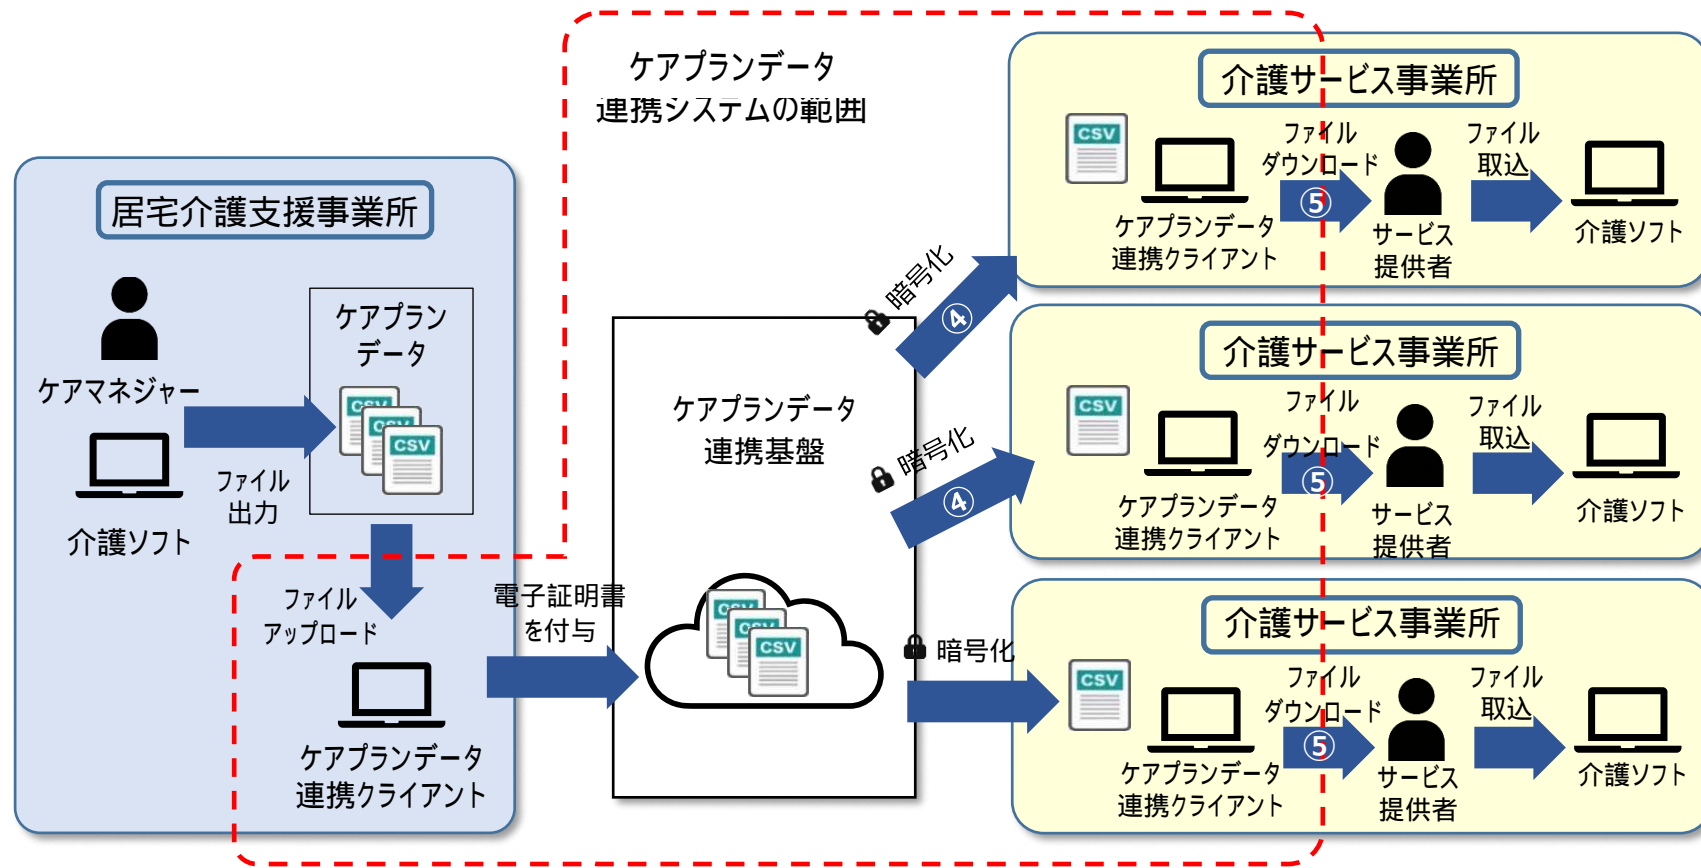 ケアプランデータ
連携システムの範囲
居宅介護支援事業所
ケアマネジャー
介護ソフト
ファイル
出力
ケアプラン
データ
CSV
CSV
CSV
ファイル
アップロード
ケアプランデータ
連携クライアント
電子証明書
を付与
ケアプランデータ
連携基盤
CSV
CSV
CSV
暗号化
④
暗号化
④
暗号化
介護サービス事業所
CSV
ケアプランデータ
連携クライアント
ファイル
ダウンロード
⑤
サービス
提供者
ファイル
取込
介護ソフト
介護サービス事業所
CSV
ケアプランデータ
連携クライアント
ファイル
ダウンロード
⑤
サービス
提供者
ファイル
取込
介護ソフト
介護サービス事業所
CSV
ケアプランデータ
連携クライアント
ファイル
ダウンロード
⑤
サービス
提供者
ファイル
取込
介護ソフト